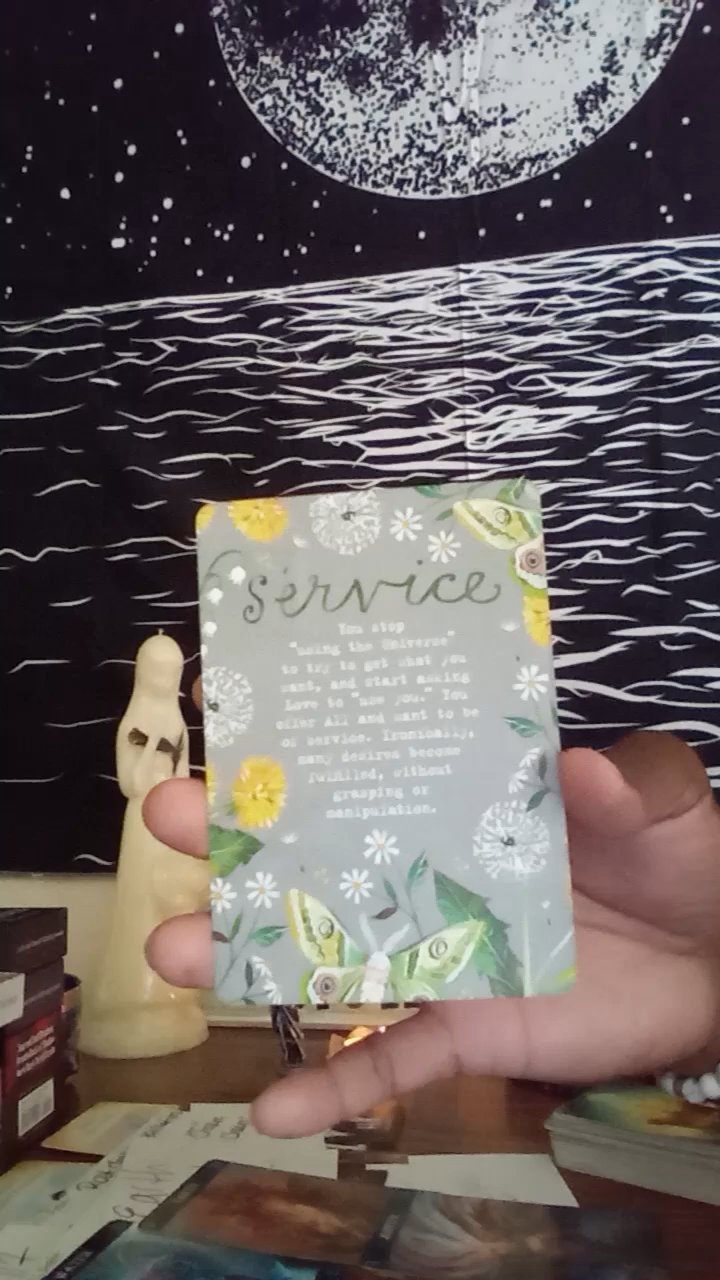 service
You stop
"using the Universe"
to try to get what you
want, and start asking
Love to "use you." You
offer All and want to be
of service. Ironically,
many desires become
fulfilled, without
grasping or
manipulation.